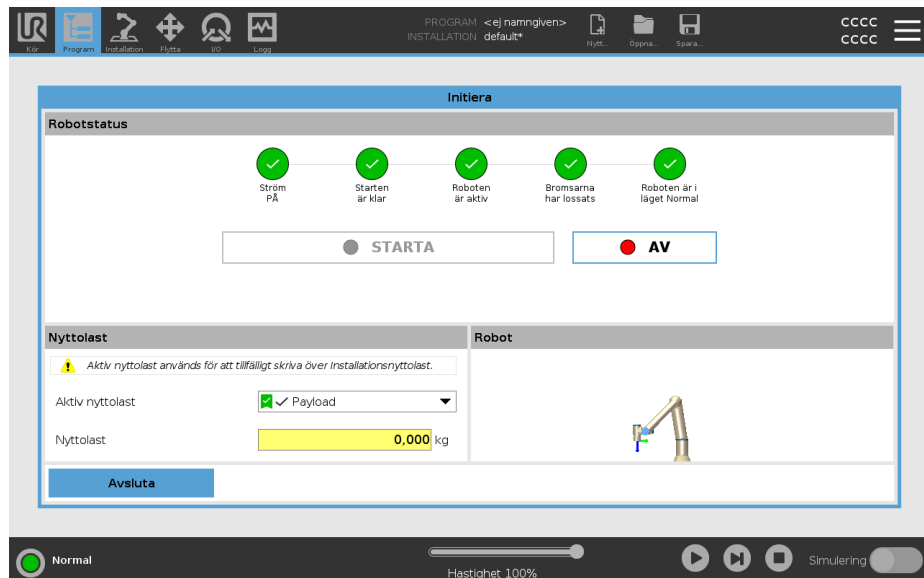 PROGRAM <ej namngiven>
INSTALLATION default*
CCCC
CCCC
Kör Program Installation Flytta I/O Logg Nytt... Öppna... Spara...
Initiera
Robotstatus
Ström
PÅ
Starten
är klar
Roboten
är aktiv
Bromsarna
har lossats
Roboten är i
läget Normal
STARTA
AV
Nyttolast
Aktiv nyttolast används för att tillfälligt skriva över Installationsnyttolast.
Aktiv nyttolast Payload
Nyttolast 0,000 kg
Robot
Avsluta
Normal
Hastighet 100%
Simulering